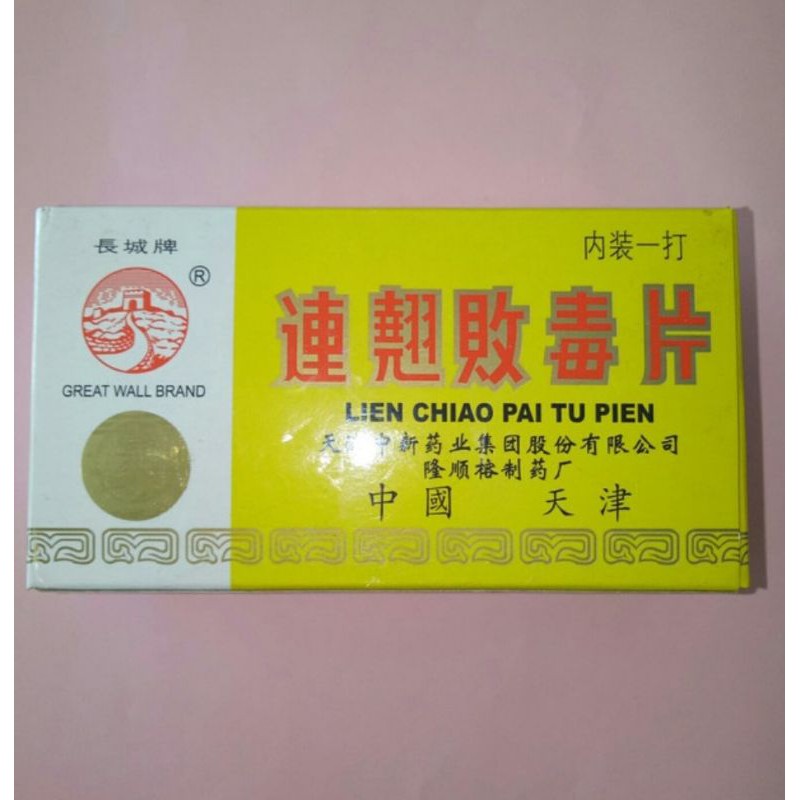 長城牌
®
GREAT WALL BRAND
内装一打
連翹敗毒片
LIEN CHIAO PAI TU PIEN
天津中新药业集团股份有限公司
隆顺榕制药厂
中國 天津